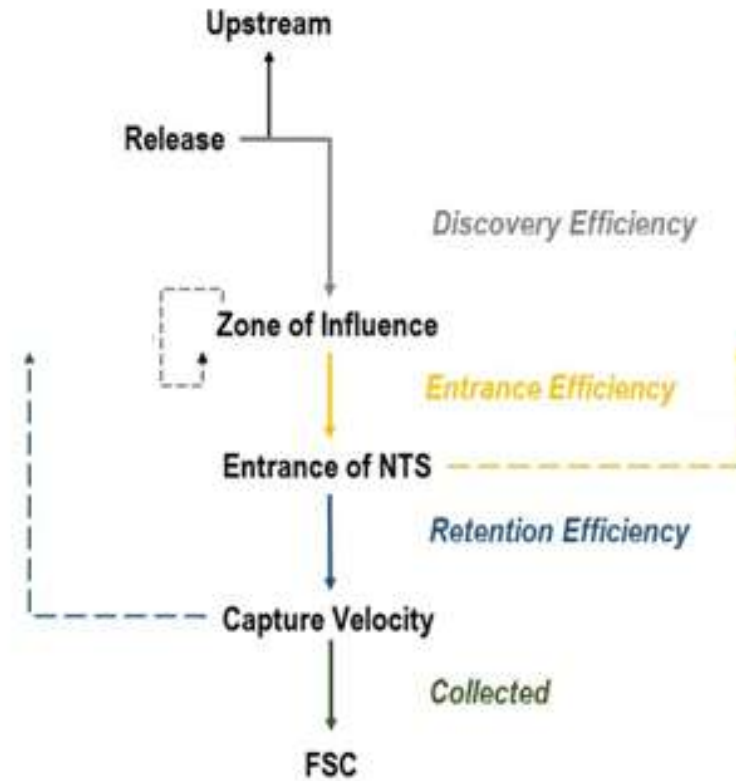 Upstream
Release
Discovery Efficiency
Zone of Influence
Entrance Efficiency
Entrance of NTS
Retention Efficiency
Capture Velocity
Collected
FSC